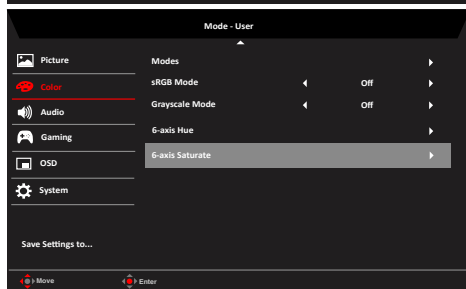 Mode - User
Picture
Color
Audio
Gaming
OSD
System
Save Settings to...
Modes
sRGB Mode Off
Grayscale Mode Off
6-axis Hue
6-axis Saturate
Move Enter